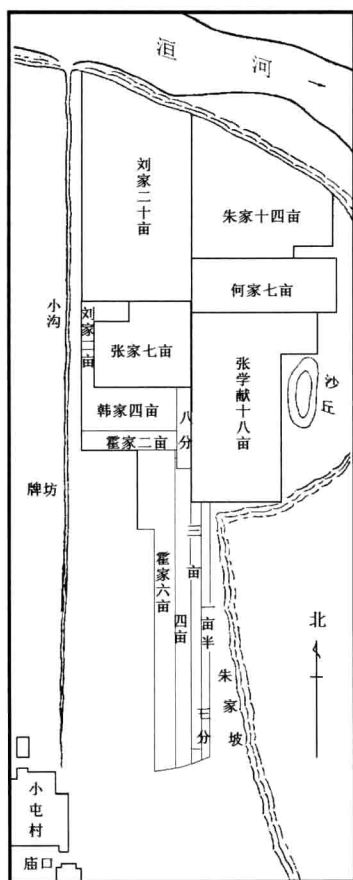 洹河
刘家二十亩
朱家十四亩
何家七亩
小沟
刘家二亩
张家七亩
张学献十八亩
沙丘
韩家四亩
八分
霍家二亩
牌坊
三亩
霍家六亩
四亩
一亩半
七分
朱家坡
北
小屯村
庙口